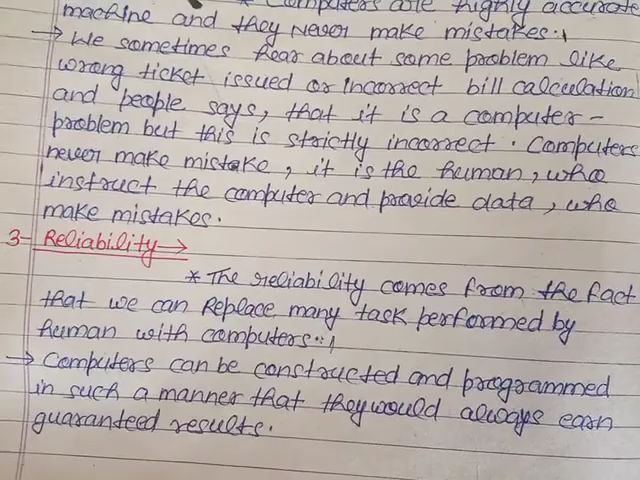 * Computers are highly accurate
machine and they Never make mistakes.
→ We sometimes hear about some problem like
wrong ticket issued or incorrect bill calculation
and people says, that it is a computer -
problem but this is strictly incorrect. Computers
never make mistake, it is the human, who
instruct the computer and provide data, who
make mistakes.
3- Reliability →
* The reliability comes from the fact
that we can Replace many task performed by
human with computers.
→ Computers can be constructed and programmed
in such a manner that they would always earn
guaranteed results.